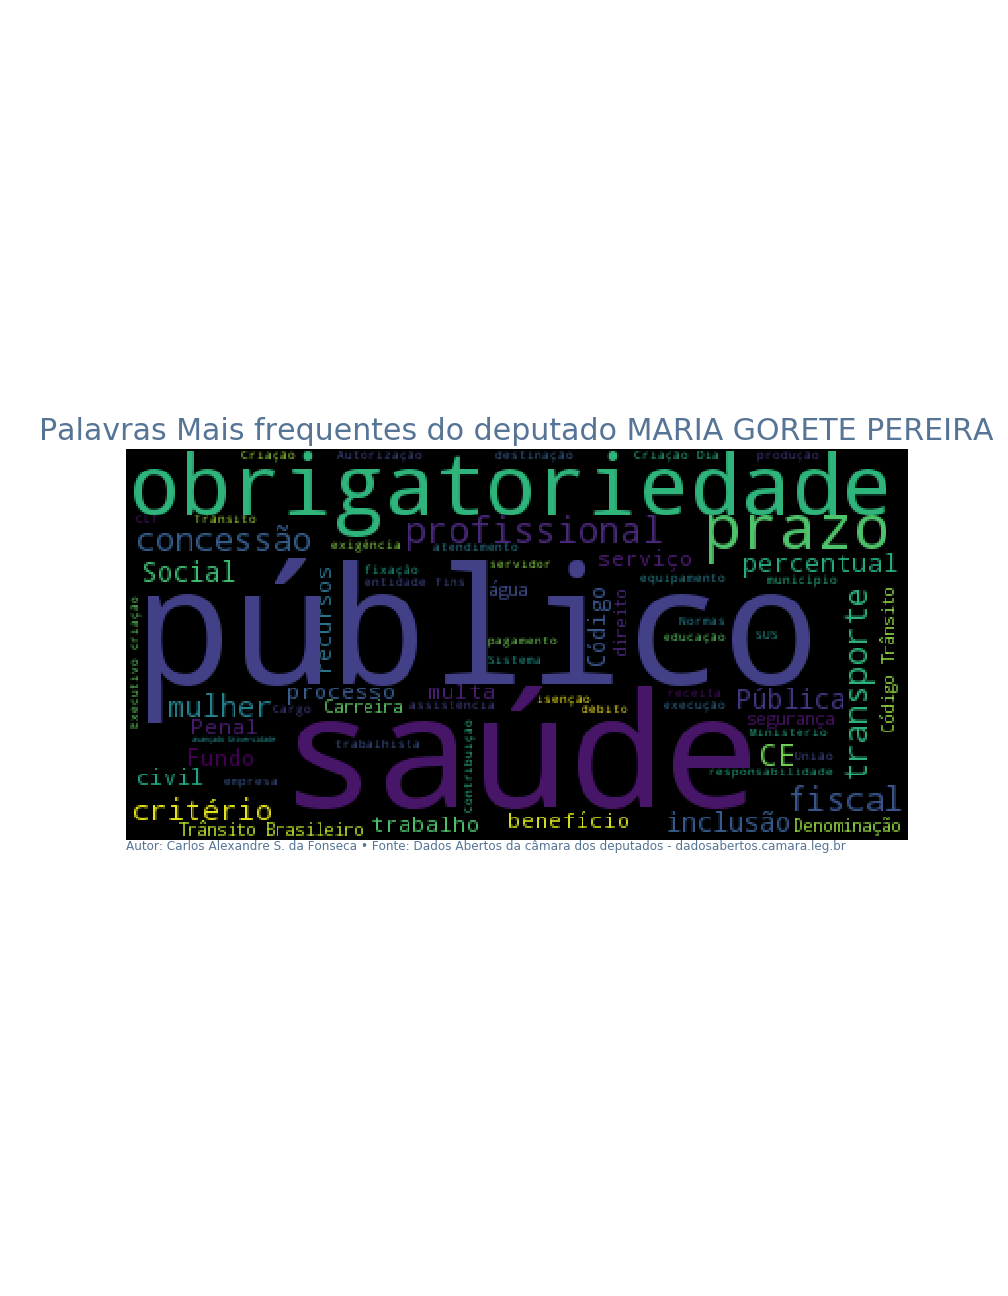 Palavras Mais frequentes do deputado MARIA GORETE PEREIRA
Criação
Autorização
destinação
Criação Dia
produção
obrigatoriedade
CLT
Trânsito
profissional
prazo
concessão
exigência
atendimento
serviço
percentual
Social
fixação
servidor
equipamento
município
entidade fins
água
recursos
Código
direito
público
Normas
educação
sus
pagamento
Sistema
transporte
Código Trânsito
Executivo criação
processo
multa
isenção
receita
Pública
mulher
cargo
Carreira
assistência
débito
execução
segurança
Penal
avançado Universidade
trabalhista
saúde
Ministério
Fundo
CE
União
civil
empresa
Contribuição
responsabilidade
critério
fiscal
Trânsito Brasileiro
trabalho
benefício
inclusão
Denominação
Autor: Carlos Alexandre S. da Fonseca • Fonte: Dados Abertos da câmara dos deputados - dadosabertos.camara.leg.br